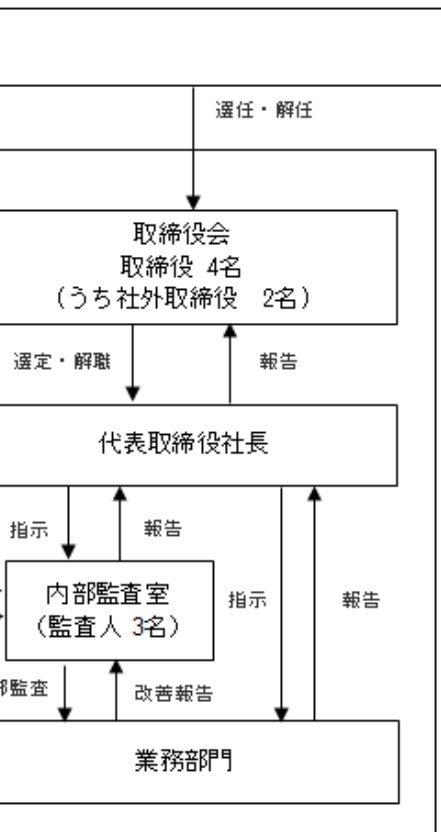 選任・解任
取締役会
取締役 4名
（うち社外取締役　2名）
選定・解職
報告
代表取締役社長
指示
報告
内部監査室
（監査人 3名）
指示
報告
部監査
改善報告
業務部門